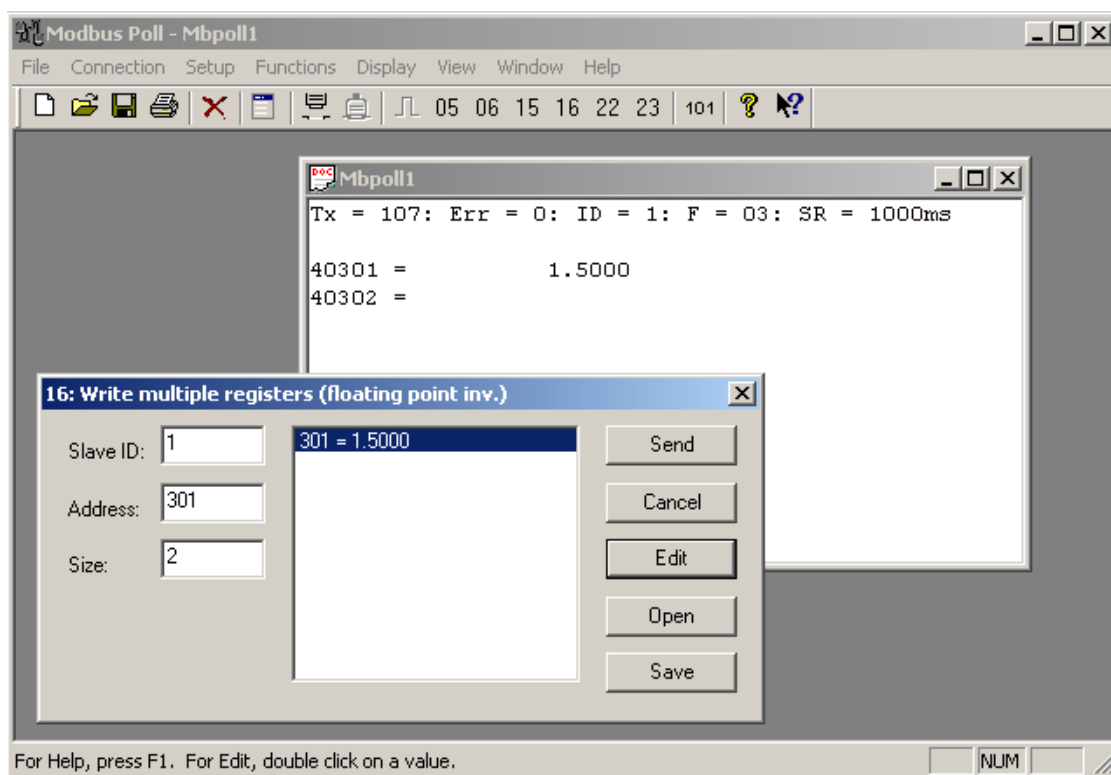 Modbus Poll - Mbpoll1
File Connection Setup Functions Display View Window Help
05 06 15 16 22 23 101
DOC Mbpoll1
Tx = 107: Err = 0: ID = 1: F = 03: SR = 1000ms
40301 = 1.5000
40302 =
16: Write multiple registers (floating point inv.)
Slave ID: 1
301 = 1.5000
Send
Address: 301
Cancel
Size: 2
Edit
Open
Save
For Help, press F1. For Edit, double click on a value.
NUM